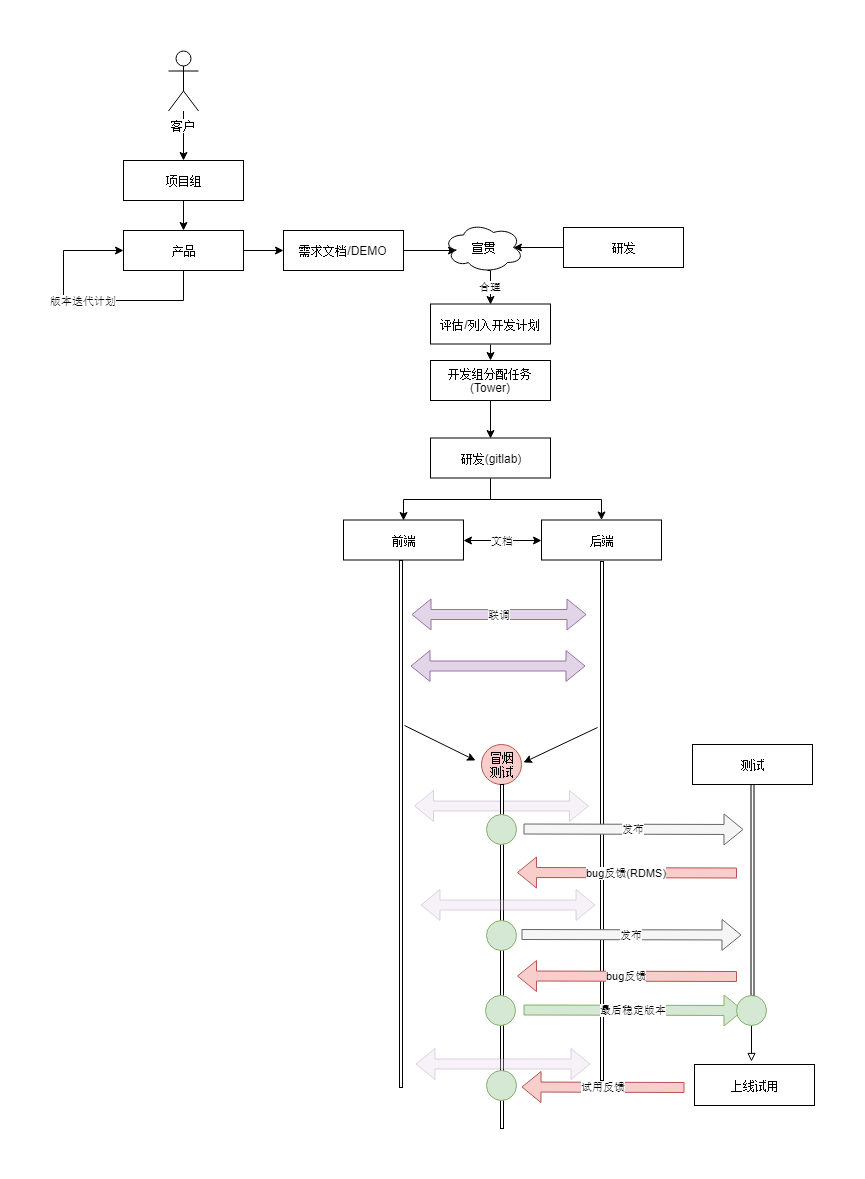 客户
项目组
产品
需求文档/DEMO
宣贯
研发
版本迭代计划
合理
评估/列入开发计划
开发组分配任务
(Tower)
研发(gitlab)
前端
文档
后端
联调
冒烟
测试
测试
发布
bug反馈(RDMS)
发布
bug反馈
最后稳定版本
上线试用
试用反馈